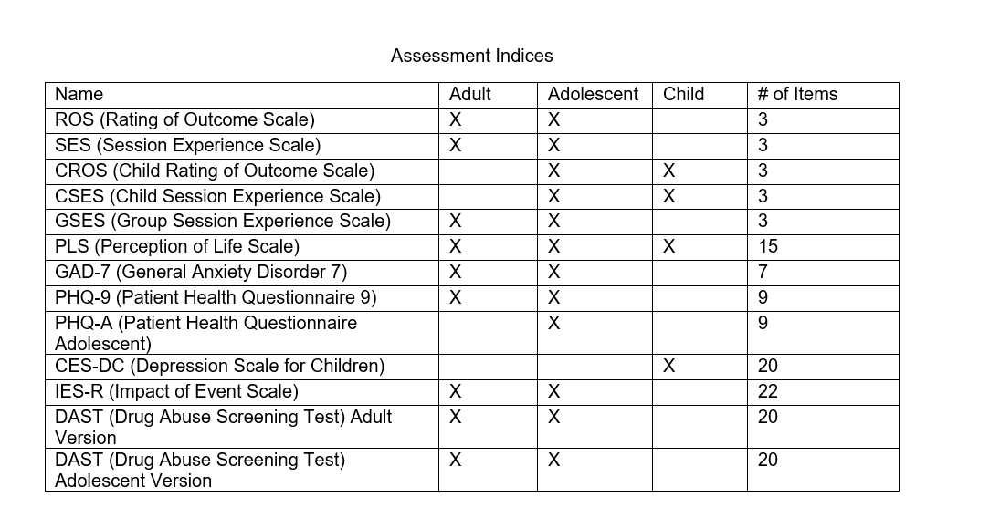 Assessment Indices
Name Adult Adolescent Child # of Items
ROS (Rating of Outcome Scale) X X 3
SES (Session Experience Scale) X X 3
CROS (Child Rating of Outcome Scale) X X 3
CSES (Child Session Experience Scale) X X 3
GSES (Group Session Experience Scale) X X 3
PLS (Perception of Life Scale) X X X 15
GAD-7 (General Anxiety Disorder 7) X X 7
PHQ-9 (Patient Health Questionnaire 9) X X 9
PHQ-A (Patient Health Questionnaire X 9
Adolescent)
CES-DC (Depression Scale for Children) X 20
IES-R (Impact of Event Scale) X X 22
DAST (Drug Abuse Screening Test) Adult X X 20
Version
DAST (Drug Abuse Screening Test) X X 20
Adolescent Version